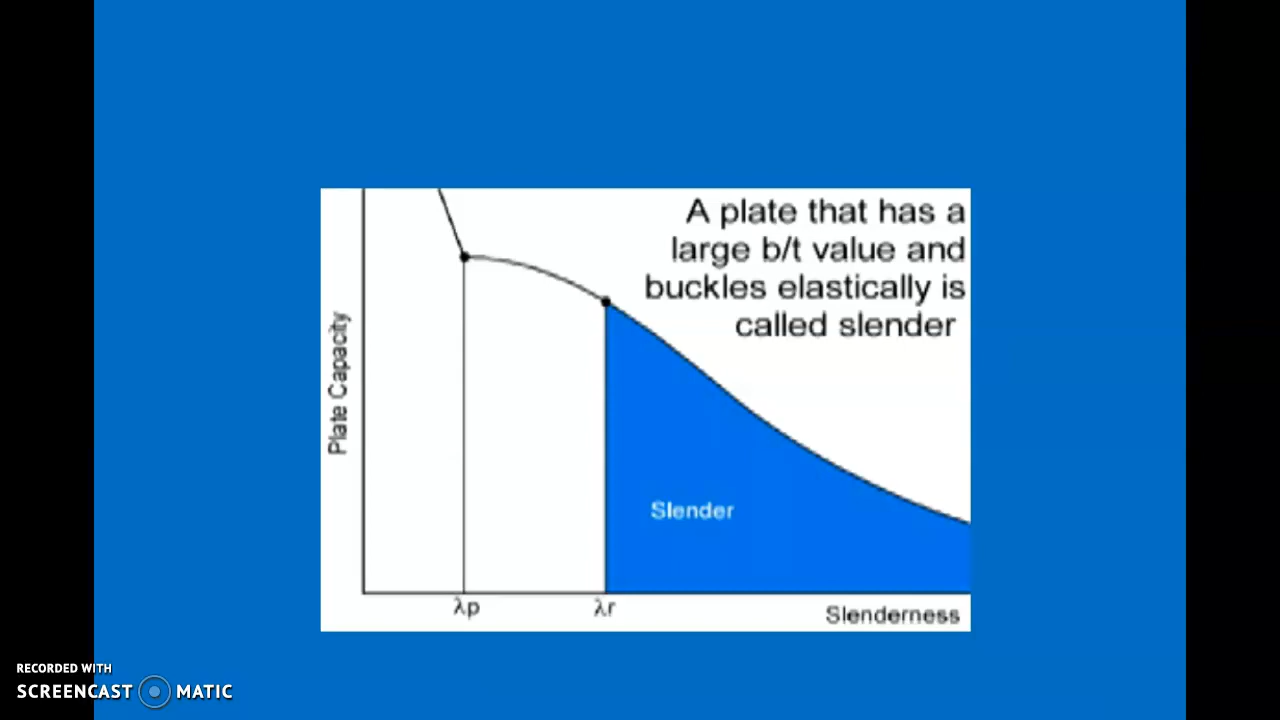 A plate that has a
large b/t value and
buckles elastically is
called slender
Plate Capacity
Slender
λp
λr
Slenderness
RECORDED WITH
SCREENCAST MATIC